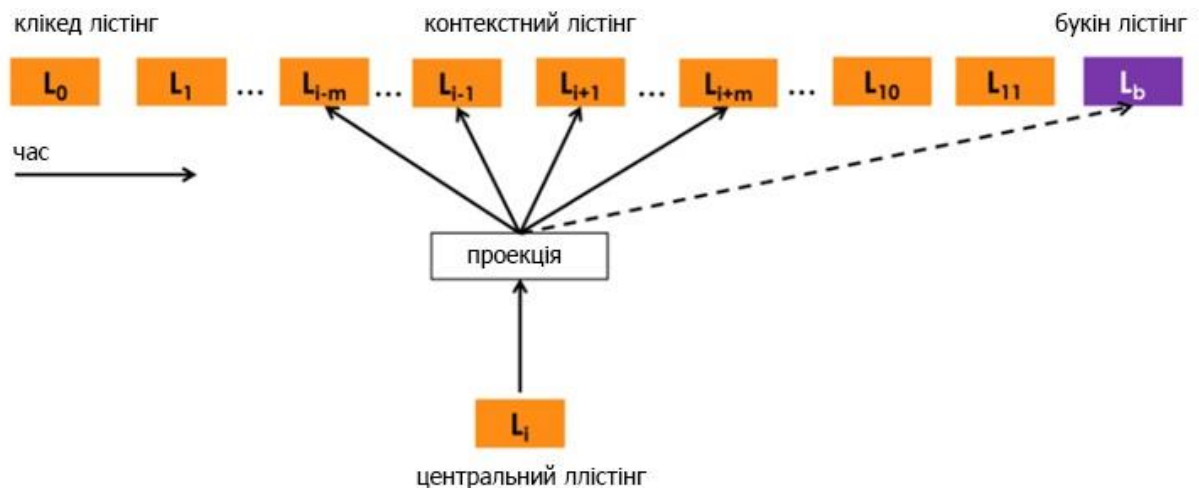 клікед лістінг контекстний лістінг букін лістінг
L0 L1 ... Li-m ... Li-1 Li+1 ... Li+m ... L10 L11 Lb
час
проекція
Li
центральний ллістінг